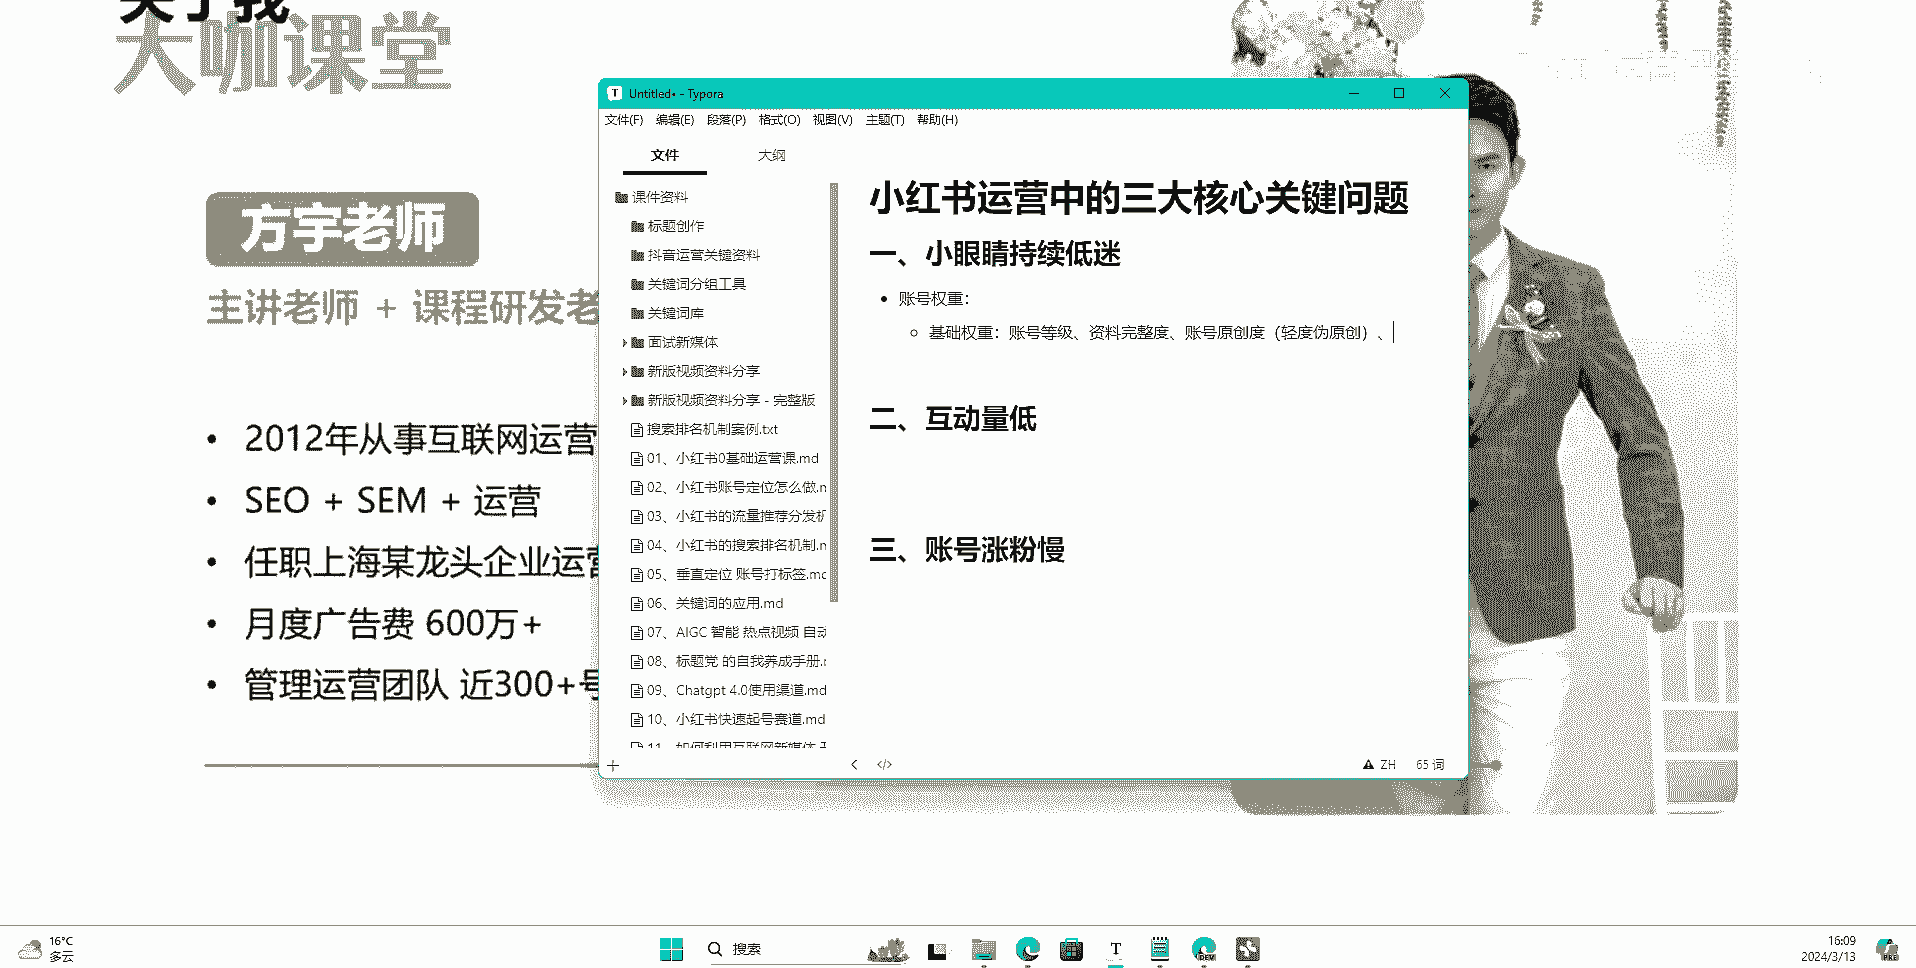 关于我
大咖课堂
方宇老师
主讲老师 + 课程研发老
2012年从事互联网运营
SEO + SEM + 运营
任职上海某龙头企业运营
月度广告费 600万+
管理运营团队 近300+号
Untitled• - Typora
文件(F) 编辑(E) 段落(P) 格式(O) 视图(V) 主题(T) 帮助(H)
文件 大纲
课件资料
标题创作
抖音运营关键资料
关键词分组工具
关键词库
面试新媒体
新版视频资料分享
新版视频资料分享 - 完整版
搜索排名机制案例.txt
01、小红书0基础运营课.md
02、小红书账号定位怎么做.m
03、小红书的流量推荐分发机
04、小红书的搜索排名机制.m
05、垂直定位 账号打标签.md
06、关键词的应用.md
07、AIGC 智能 热点视频 自动
08、标题党 的自我养成手册.m
09、Chatgpt 4.0使用渠道.md
10、小红书快速起号赛道.md
11、如何利用互联网新媒体
小红书运营中的三大核心关键问题
一、小眼睛持续低迷
账号权重：
基础权重：账号等级、资料完整度、账号原创度（轻度伪原创）、
二、互动量低
三、账号涨粉慢
ZH 65 词
16°C
多云
搜索
T
DEV
16:09
2024/3/13
PRE